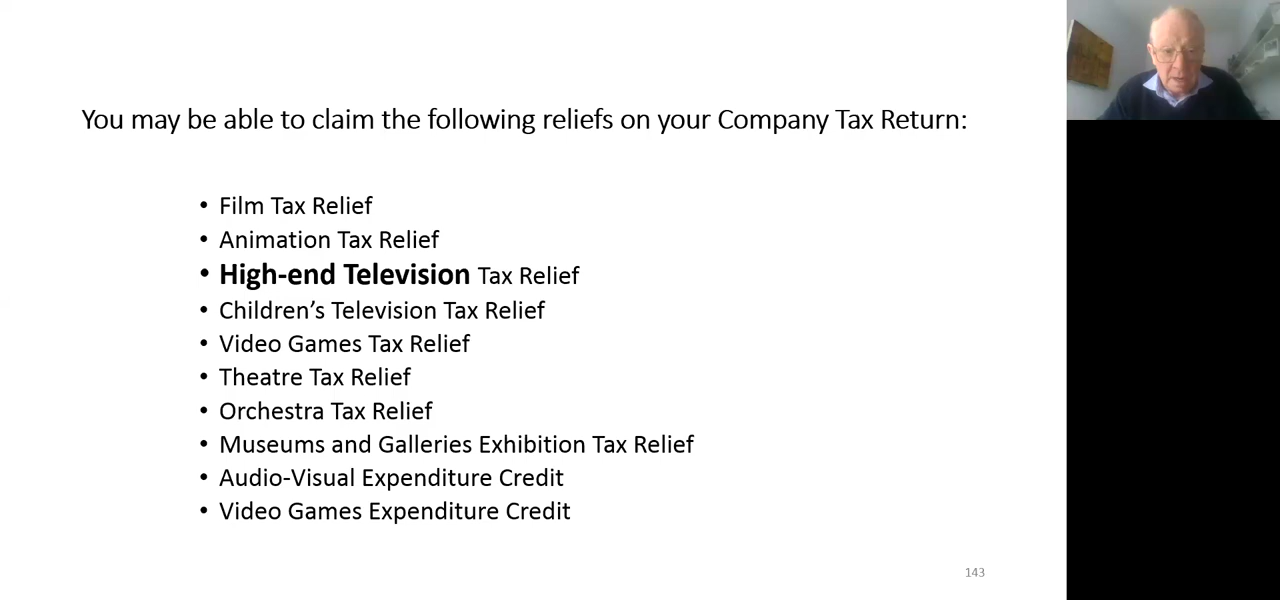 You may be able to claim the following reliefs on your Company Tax Return:
• Film Tax Relief
• Animation Tax Relief
• High-end Television Tax Relief
• Children’s Television Tax Relief
• Video Games Tax Relief
• Theatre Tax Relief
• Orchestra Tax Relief
• Museums and Galleries Exhibition Tax Relief
• Audio-Visual Expenditure Credit
• Video Games Expenditure Credit
143